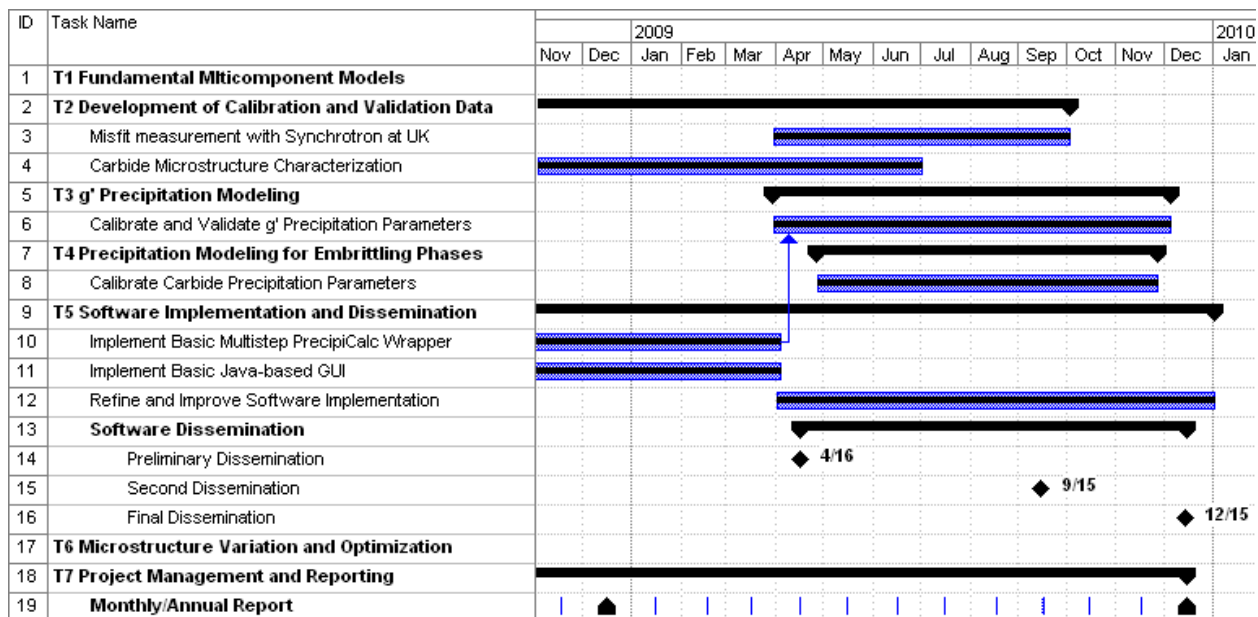 ID Task Name
2009 2010
Nov Dec Jan Feb Mar Apr May Jun Jul Aug Sep Oct Nov Dec Jan
1 T1 Fundamental Mlticomponent Models
2 T2 Development of Calibration and Validation Data
3 Misfit measurement with Synchrotron at UK
4 Carbide Microstructure Characterization
5 T3 g' Precipitation Modeling
6 Calibrate and Validate g' Precipitation Parameters
7 T4 Precipitation Modeling for Embrittling Phases
8 Calibrate Carbide Precipitation Parameters
9 T5 Software Implementation and Dissemination
10 Implement Basic Multistep PrecipiCalc Wrapper
11 Implement Basic Java-based GUI
12 Refine and Improve Software Implementation
13 Software Dissemination
14 Preliminary Dissemination 4/16
15 Second Dissemination 9/15
16 Final Dissemination 12/15
17 T6 Microstructure Variation and Optimization
18 T7 Project Management and Reporting
19 Monthly/Annual Report